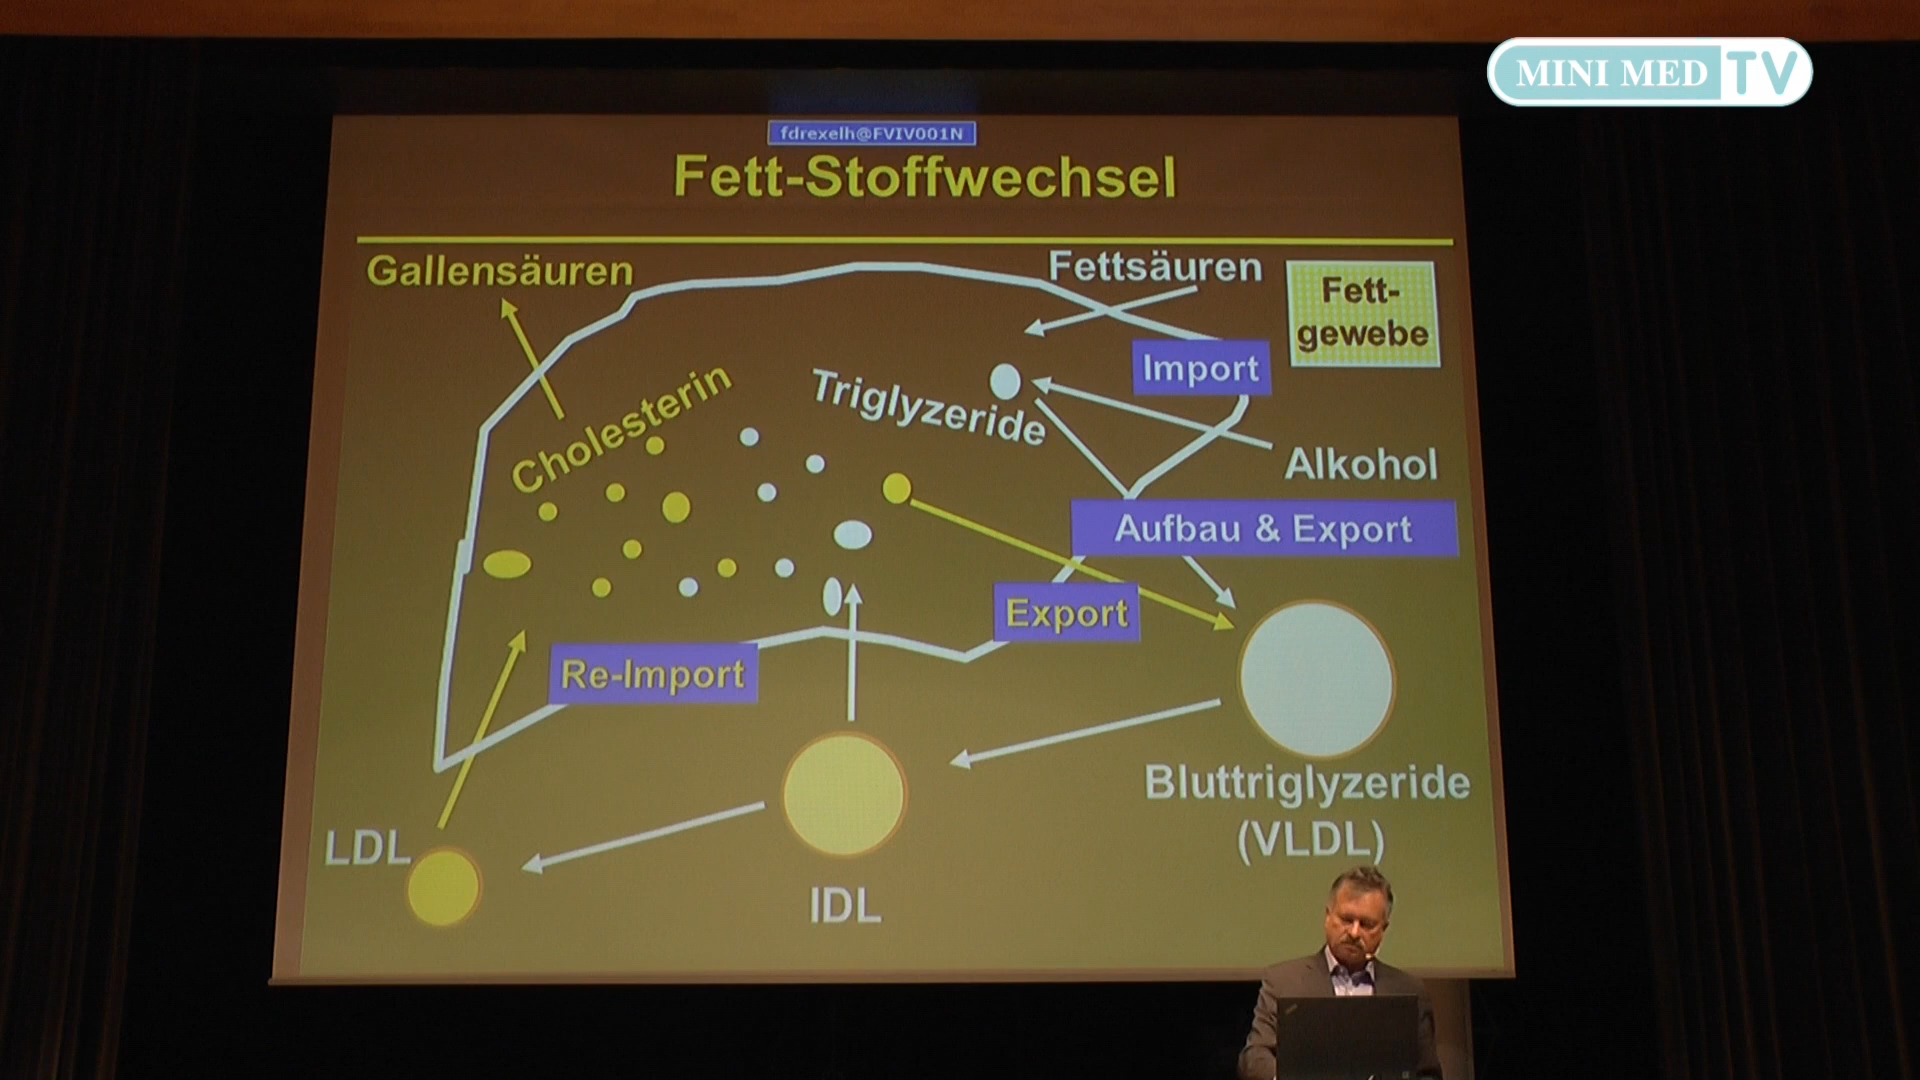 MINI MED TV
fdrexelh@FVIV001N
Fett-Stoffwechsel
Gallensäuren
Fettsäuren
Fett-
gewebe
Import
Cholesterin
Triglyzeride
Alkohol
Aufbau & Export
Export
Re-Import
Bluttriglyzeride
(VLDL)
LDL
IDL